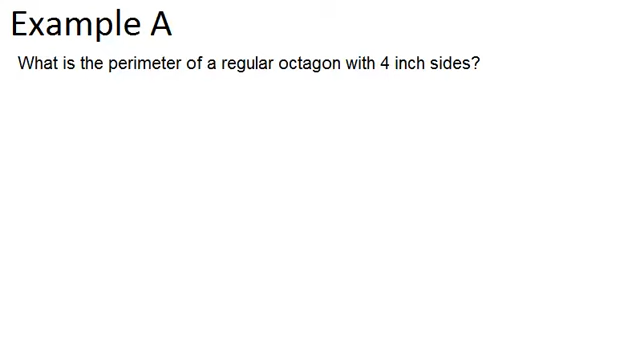 Example A
What is the perimeter of a regular octagon with 4 inch sides?